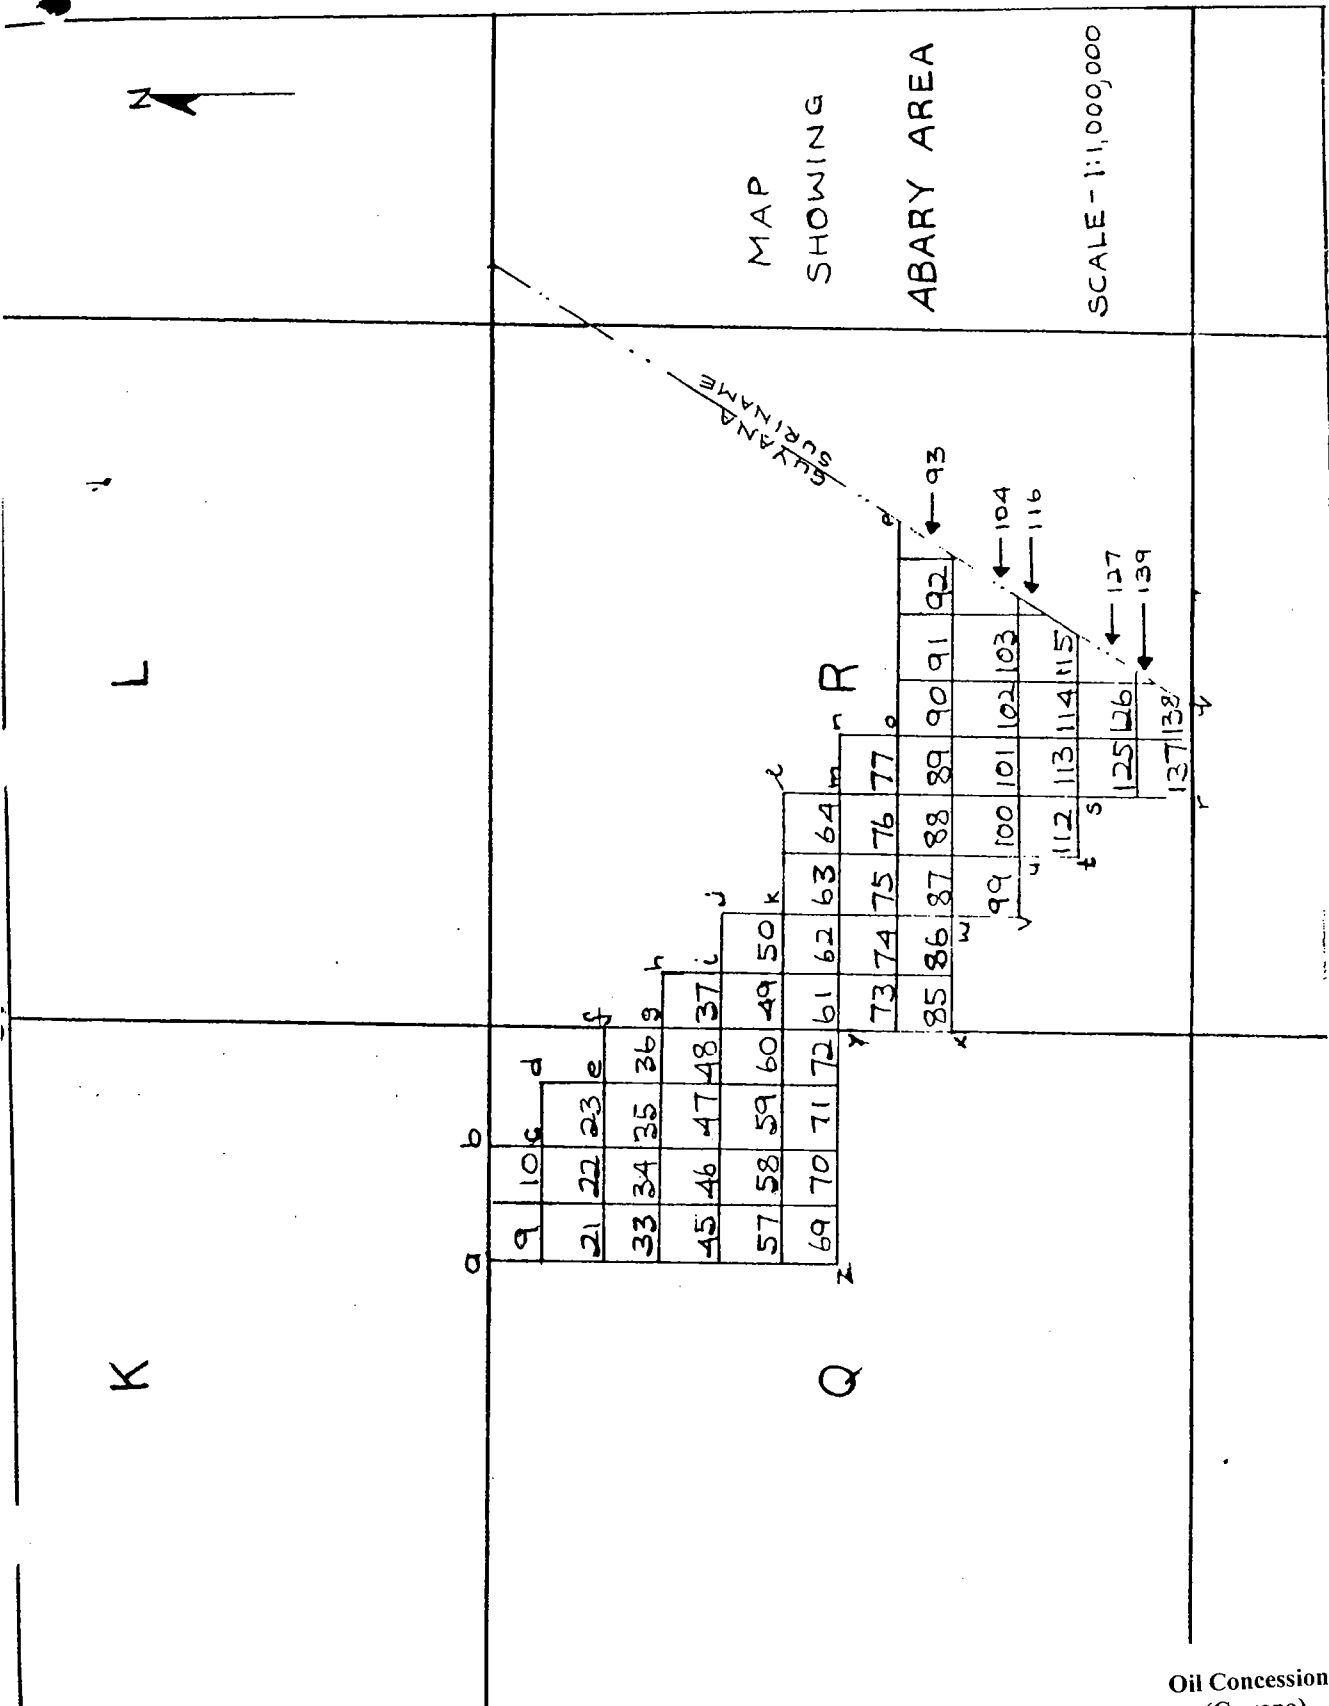 N
K
L
a b
9 10 c d
21 22 23 e f
33 34 35 36 g h
45 46 47 48 37 i j
57 58 59 60 49 50 k l
MAP
SHOWING
GUYANA
SURINAME
69 70 71 72 61 62 63 64 m n
Q
R
z y
73 74 75 76 77 o p
ABARY AREA
85 86 87 88 89 90 91 92 93
x w
99 100 101 102 103 104
v u
116
112 113 114 115
t s
SCALE - 1:1,000,000
125 126 127
139
137 138
r q
Oil Concession